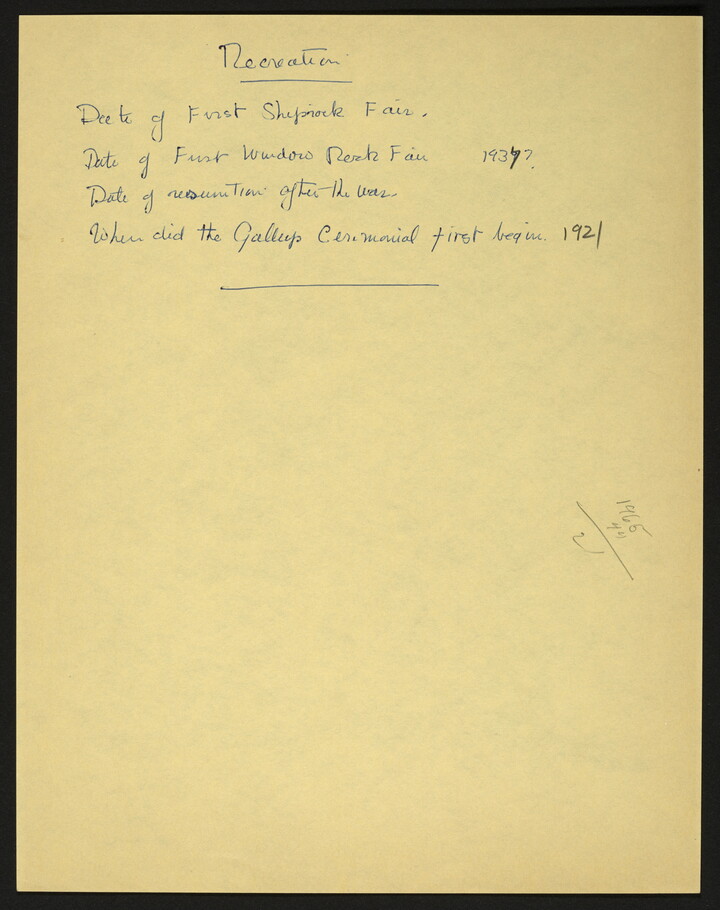 Recreation
Date of First Shiprock Fair.
Date of First Window Rock Fair 1937?
Date of resumption after the war.
When did the Gallup Ceremonial first begin. 1921
1966